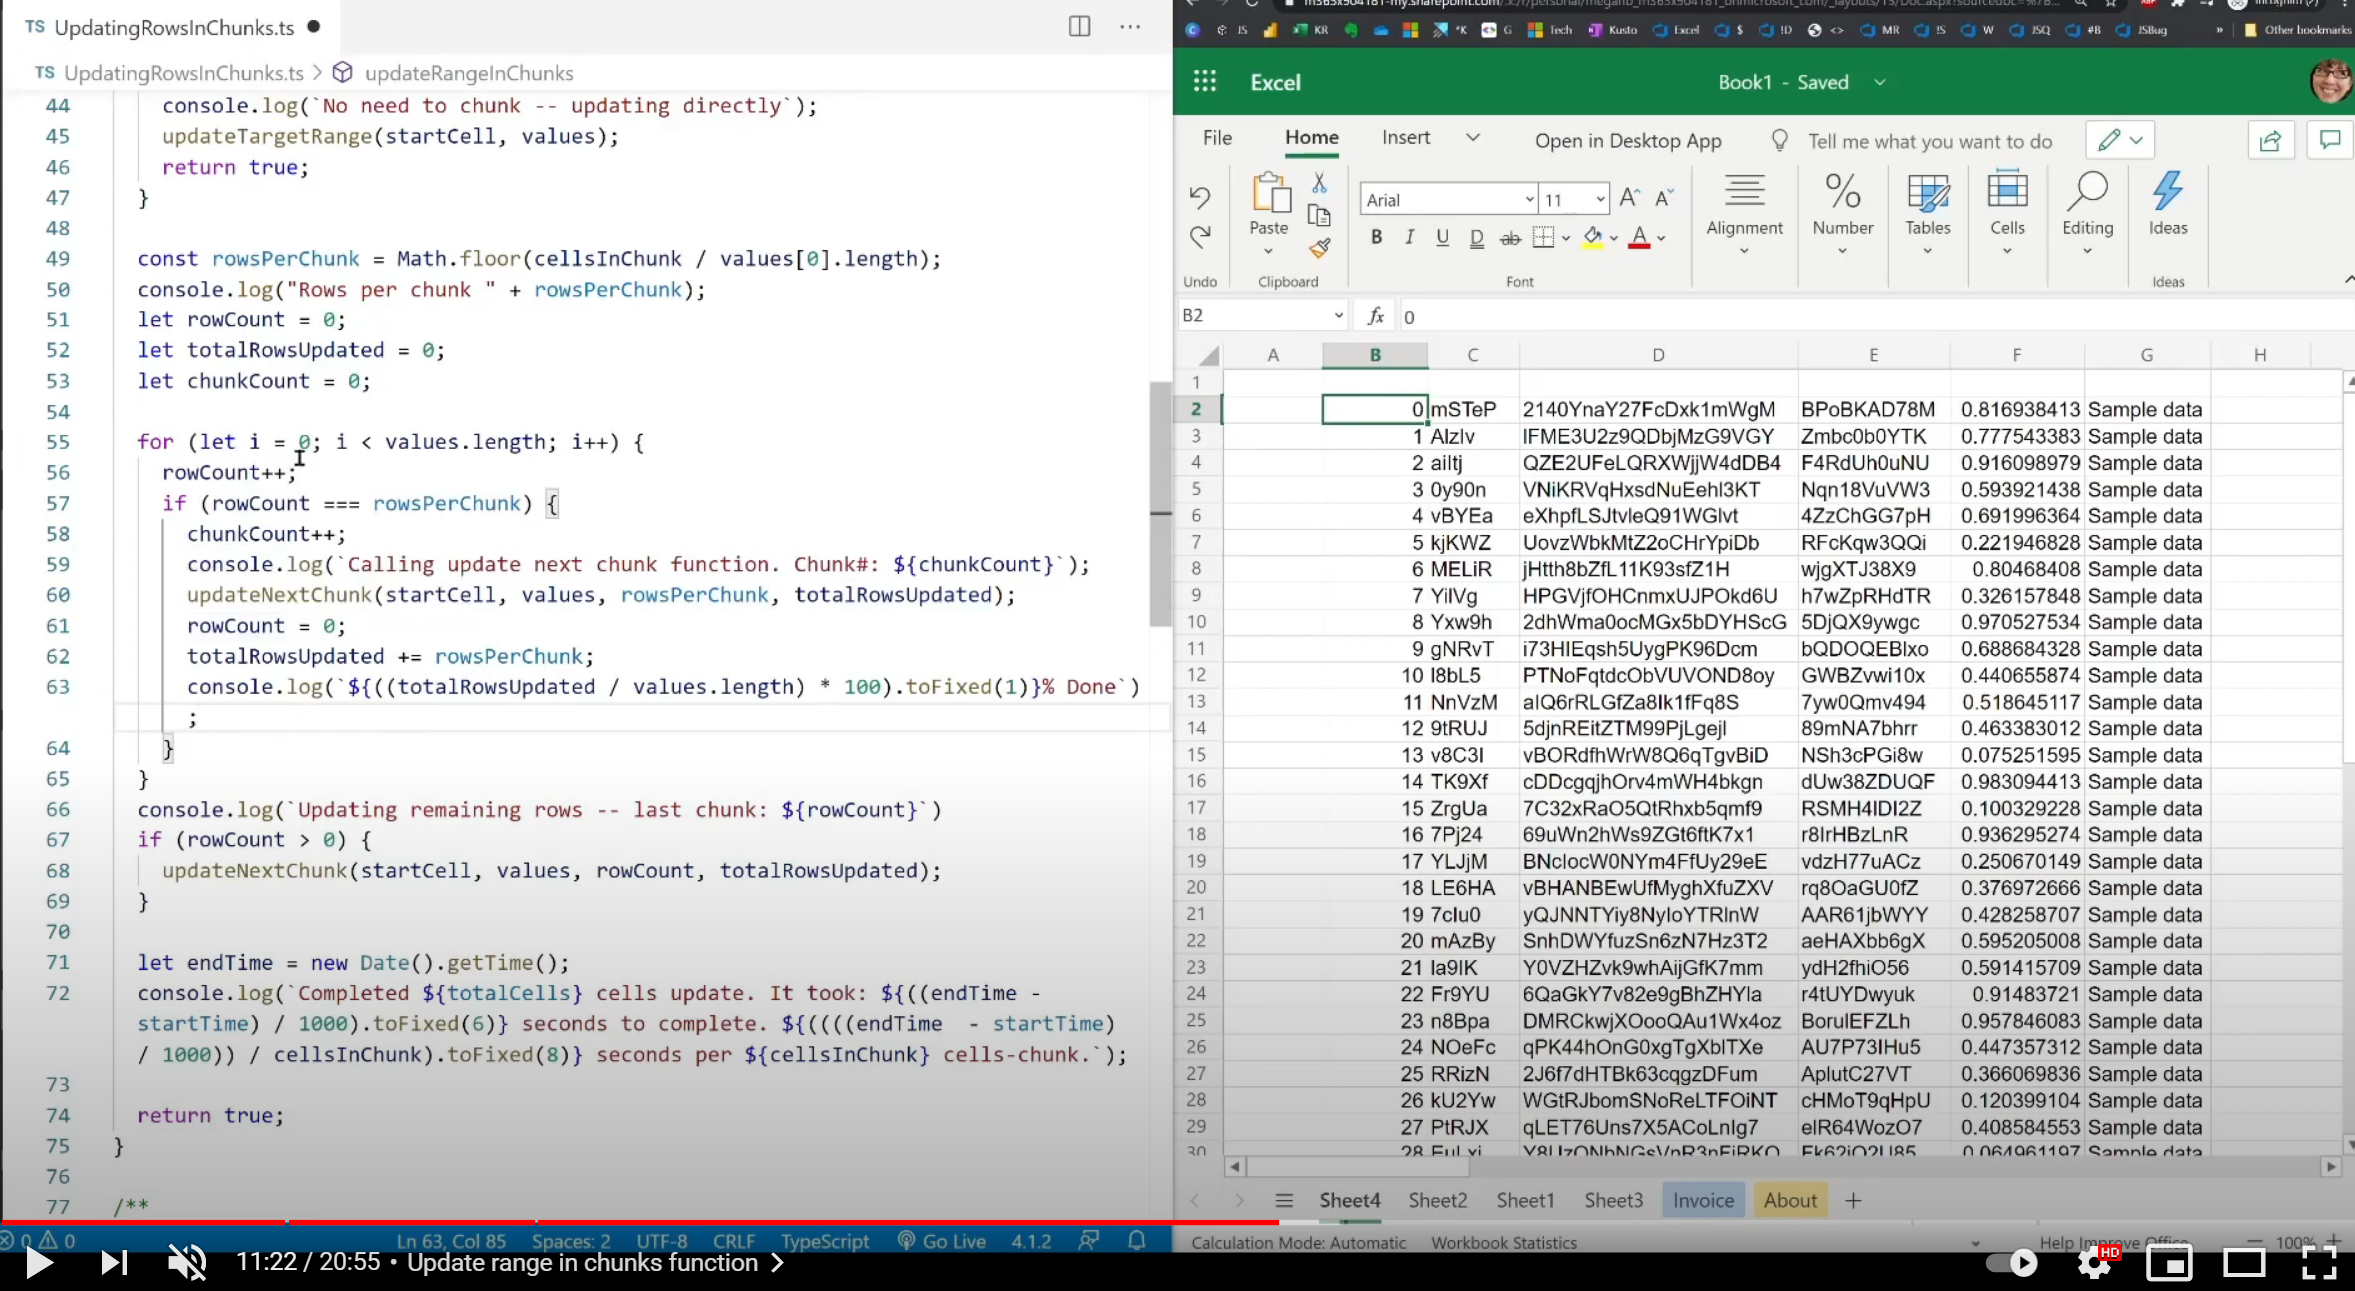 TS UpdatingRowsInChunks.ts ●
TS UpdatingRowsInChunks.ts > updateRangeInChunks
44 console.log(`No need to chunk -- updating directly`);
45 updateTargetRange(startCell, values);
46 return true;
47 }
48
49 const rowsPerChunk = Math.floor(cellsInChunk / values[0].length);
50 console.log("Rows per chunk " + rowsPerChunk);
51 let rowCount = 0;
52 let totalRowsUpdated = 0;
53 let chunkCount = 0;
54
55 for (let i = 0; i < values.length; i++) {
56 rowCount++;
57 if (rowCount === rowsPerChunk) {
58 chunkCount++;
59 console.log(`Calling update next chunk function. Chunk#: ${chunkCount}`);
60 updateNextChunk(startCell, values, rowsPerChunk, totalRowsUpdated);
61 rowCount = 0;
62 totalRowsUpdated += rowsPerChunk;
63 console.log(`${((totalRowsUpdated / values.length) * 100).toFixed(1)}% Done`)
;
64 }
65 }
66 console.log(`Updating remaining rows -- last chunk: ${rowCount}`)
67 if (rowCount > 0) {
68 updateNextChunk(startCell, values, rowCount, totalRowsUpdated);
69 }
70
71 let endTime = new Date().getTime();
72 console.log(`Completed ${totalCells} cells update. It took: ${((endTime -
startTime) / 1000).toFixed(6)} seconds to complete. ${((((endTime - startTime)
/ 1000)) / cellsInChunk).toFixed(8)} seconds per ${cellsInChunk} cells-chunk.`);
73
74 return true;
75 }
76
77 /**
0 0 Ln 63, Col 85 Spaces: 2 UTF-8 CRLF TypeScript Go Live 4.1.2
JS KR *K G Tech Kusto Excel $ !D <> MR !S W JSQ #B JSBug » Other bookmarks
Excel Book1 - Saved
File Home Insert Open in Desktop App Tell me what you want to do
Arial 11 A A
Paste Alignment Number Tables Cells Editing Ideas
B I U D ab A
Undo Clipboard Font Ideas
B2 fx 0
A B C D E F G H
1
2 0 mSTeP 2140YnaY27FcDxk1mWgM BPoBKAD78M 0.816938413 Sample data
3 1 AlzIv IFME3U2z9QDbjMzG9VGY Zmbc0b0YTK 0.777543383 Sample data
4 2 aiItj QZE2UFeLQRXWjjW4dDB4 F4RdUh0uNU 0.916098979 Sample data
5 3 0y90n VNiKRVqHxsdNuEehl3KT Nqn18VuVW3 0.593921438 Sample data
6 4 vBYEa eXhpfLSJtvleQ91WGlvt 4ZzChGG7pH 0.691996364 Sample data
7 5 kjKWZ UovzWbkMtZ2oCHrYpiDb RFcKqw3QQi 0.221946828 Sample data
8 6 MELiR jHtth8bZfL11K93sfZ1H wjgXTJ38X9 0.80468408 Sample data
9 7 YiIVg HPGVjfOHCnmxUJPOkd6U h7wZpRHdTR 0.326157848 Sample data
10 8 Yxw9h 2dhWma0ocMGx5bDYHScG 5DjQX9ywgc 0.970527534 Sample data
11 9 gNRvT i73HIEqsh5UygPK96Dcm bQDOQEBlxo 0.688684328 Sample data
12 10 I8bL5 PTNoFqtdcObVUVOND8oy GWBZvwi10x 0.440655874 Sample data
13 11 NnVzM alQ6rRLGfZa8Ik1fFq8S 7yw0Qmv494 0.518645117 Sample data
14 12 9tRUJ 5djnREitZTM99PjLgejl 89mNA7bhrr 0.463383012 Sample data
15 13 v8C3I vBORdfhWrW8Q6qTgvBiD NSh3cPGi8w 0.075251595 Sample data
16 14 TK9Xf cDDcgqjhOrv4mWH4bkgn dUw38ZDUQF 0.983094413 Sample data
17 15 ZrgUa 7C32xRaO5QtRhxb5qmf9 RSMH4IDI2Z 0.100329228 Sample data
18 16 7Pj24 69uWn2hWs9ZGt6ftK7x1 r8IrHBzLnR 0.936295274 Sample data
19 17 YLJjM BNclocW0NYm4FfUy29eE vdzH77uACz 0.250670149 Sample data
20 18 LE6HA vBHANBEwUfMyghXfuZXV rq8OaGU0fZ 0.376972666 Sample data
21 19 7cIu0 yQJNNTYiy8NyloYTRlnW AAR61jbWYY 0.428258707 Sample data
22 20 mAzBy SnhDWYfuzSn6zN7Hz3T2 aeHAXbb6gX 0.595205008 Sample data
23 21 la9IK Y0VZHZvk9whAijGfK7mm ydH2fhiO56 0.591415709 Sample data
24 22 Fr9YU 6QaGkY7v82e9gBhZHYla r4tUYDwyuk 0.91483721 Sample data
25 23 n8Bpa DMRCkwjXOooQAu1Wx4oz BorulEFZLh 0.957846083 Sample data
26 24 NOeFc qPK44hOnG0xgTgXblTXe AU7P73IHu5 0.447357312 Sample data
27 25 RRizN 2J6f7dHTBk63cqgzDFum AplutC27VT 0.366069836 Sample data
28 26 kU2Yw WGtRJbomSNoReLTFOiNT cHMoT9qHpU 0.120399104 Sample data
29 27 PtRJX qLET76Uns7X5ACoLnIg7 eIR64WozO7 0.408584553 Sample data
30 28 0.064961197 Sample data
Sheet4 Sheet2 Sheet1 Sheet3 Invoice About +
Calculation Mode: Automatic Workbook Statistics Help Improve Office 100%
11:22 / 20:55 • Update range in chunks function >
HD